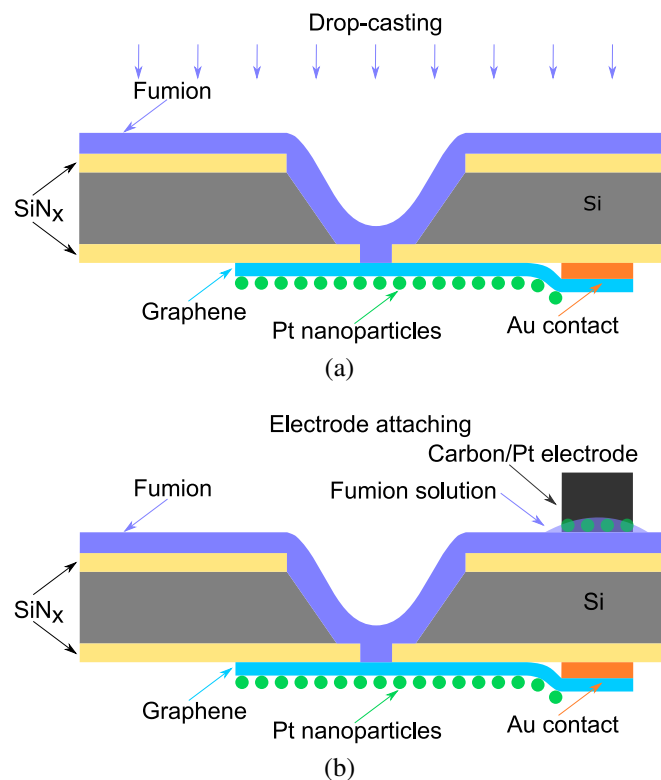 Drop-casting
Fumion
SiNx
Si
Graphene
Pt nanoparticles
Au contact
(a)
Electrode attaching
Carbon/Pt electrode
Fumion
Fumion solution
SiNx
Si
Graphene
Pt nanoparticles
Au contact
(b)